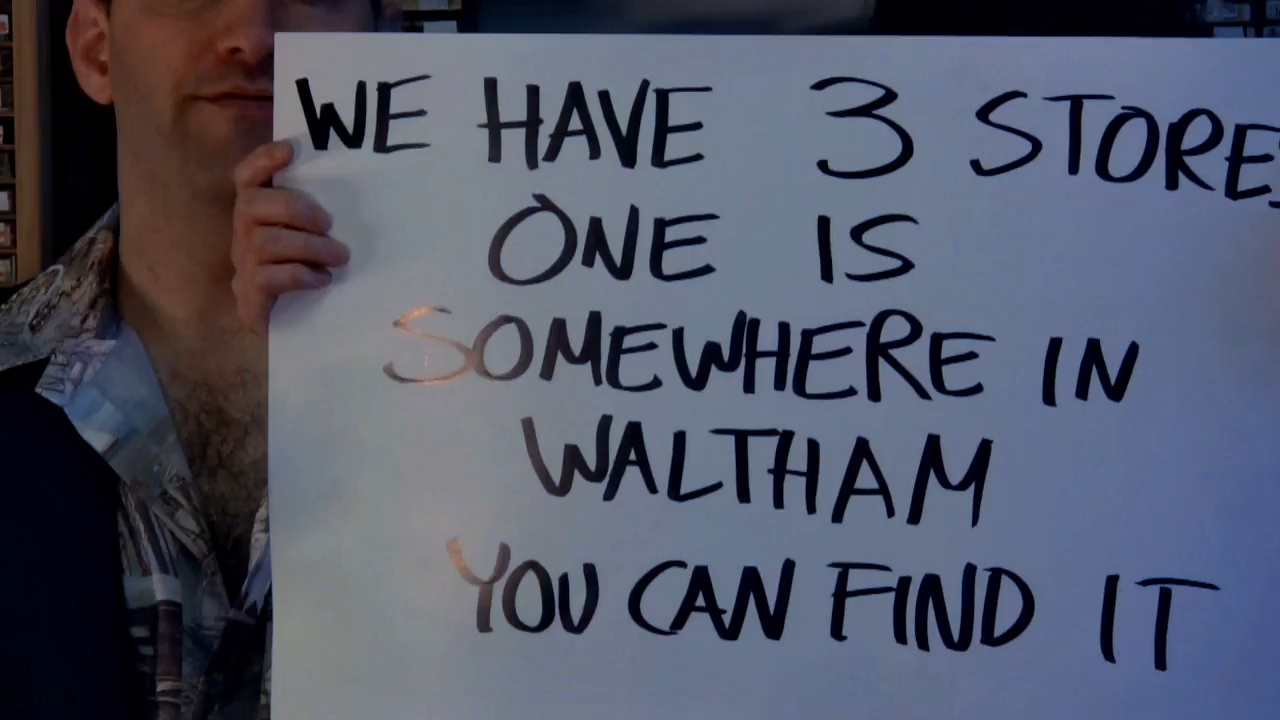 WE HAVE 3 STORES
ONE IS
SOMEWHERE IN
WALTHAM
YOU CAN FIND IT